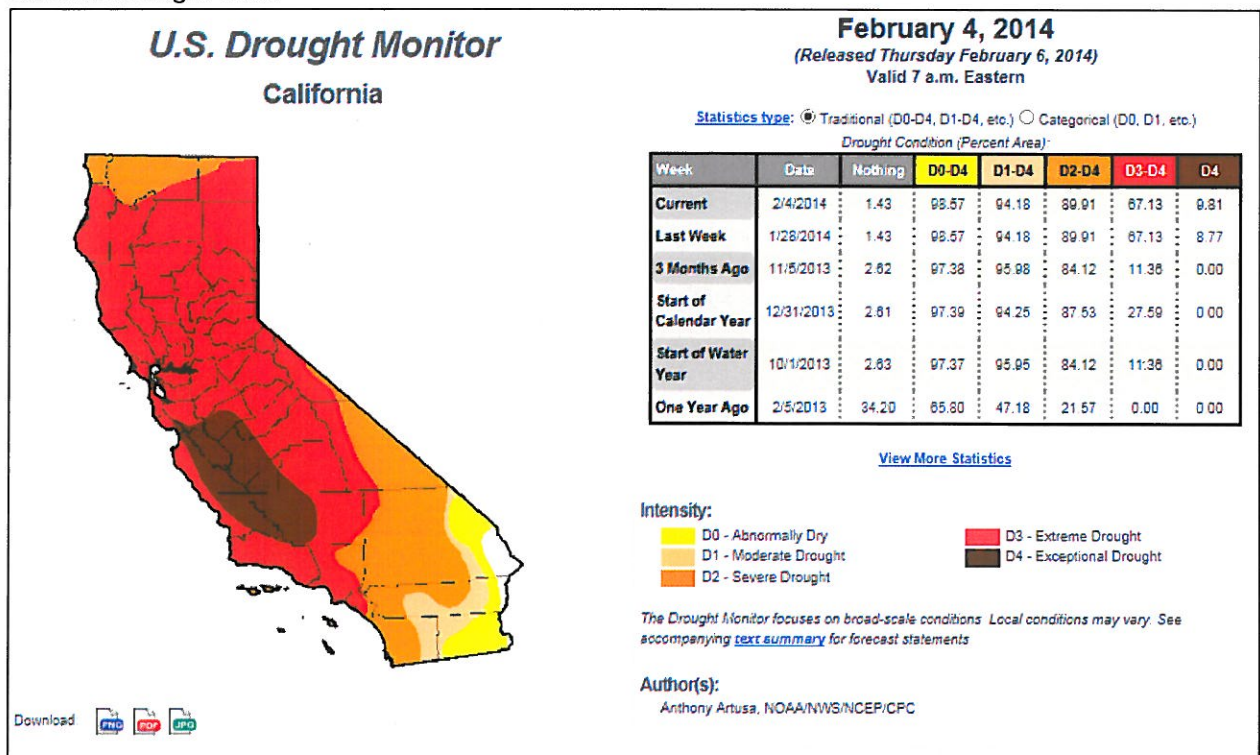 U.S. Drought Monitor
California
February 4, 2014
(Released Thursday February 6, 2014)
Valid 7 a.m. Eastern
Statistics type: Traditional (D0-D4, D1-D4, etc.) Categorical (D0, D1, etc.)
Drought Condition (Percent Area):
Week Date Nothing D0-D4 D1-D4 D2-D4 D3-D4 D4
Current 2/4/2014 1.43 98.57 94.18 89.91 67.13 9.81
Last Week 1/28/2014 1.43 98.57 94.18 89.91 67.13 8.77
3 Months Ago 11/5/2013 2.62 97.38 95.98 84.12 11.36 0.00
Start of Calendar Year 12/31/2013 2.61 97.39 94.25 87.53 27.59 0.00
Start of Water Year 10/1/2013 2.63 97.37 95.95 84.12 11.36 0.00
One Year Ago 2/5/2013 34.20 65.80 47.18 21.57 0.00 0.00
View More Statistics
Intensity:
D0 - Abnormally Dry
D1 - Moderate Drought
D2 - Severe Drought
D3 - Extreme Drought
D4 - Exceptional Drought
The Drought Monitor focuses on broad-scale conditions. Local conditions may vary. See
accompanying text summary for forecast statements
Author(s):
Anthony Artusa, NOAA/NWS/NCEP/CPC
Download PNG PDF JPG